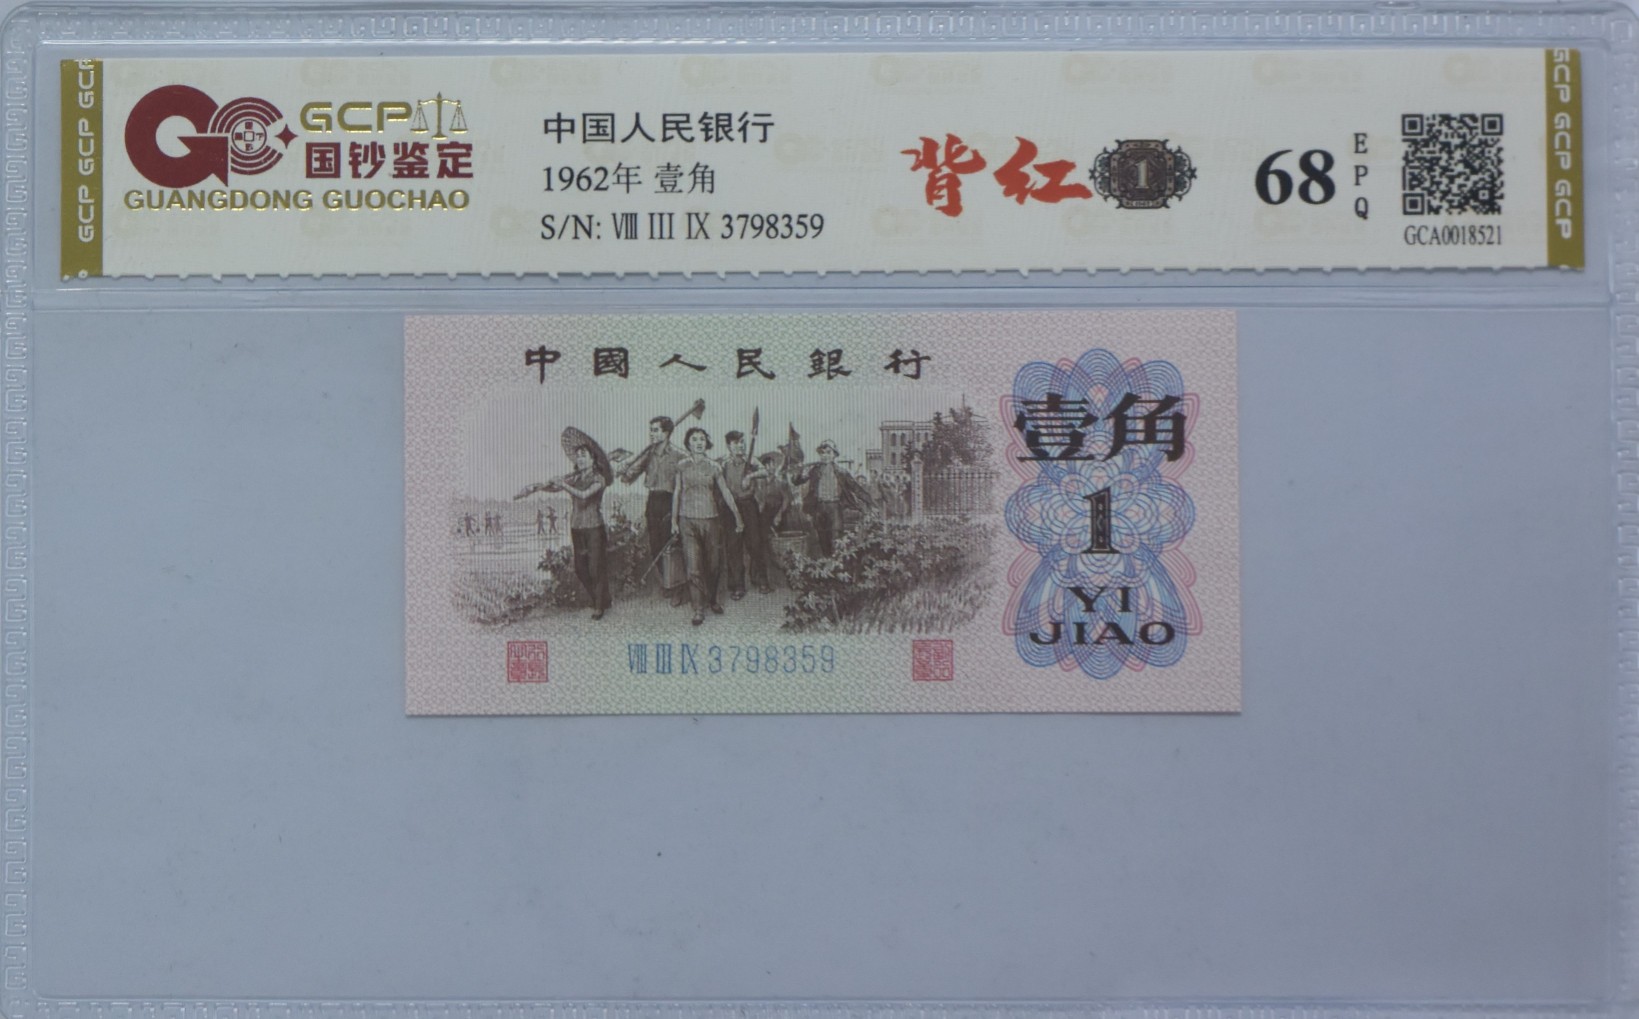 GCP GCP GCP
GCP
国钞鉴定
GUANGDONG GUOCHAO
中国人民银行
1962年 壹角
S/N: Ⅷ Ⅲ Ⅸ 3798359
背红
1
68
EPQ
GCA0018521
GCP GCP GCP
中國人民銀行
壹角
1
YI
JIAO
Ⅷ Ⅲ Ⅸ 3798359